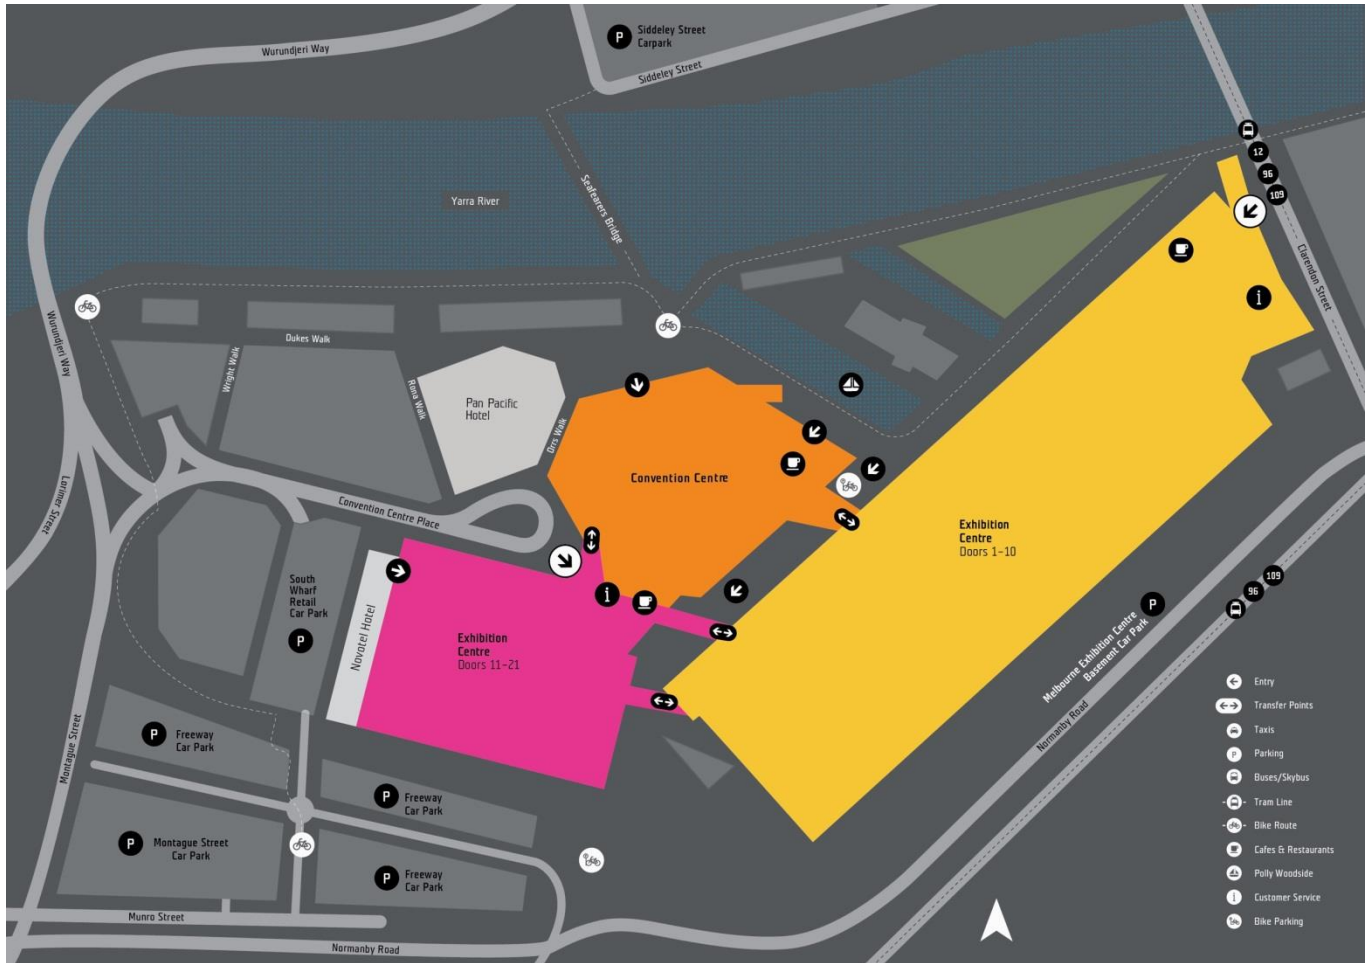 Siddeley Street
Carpark
Siddeley Street
Wurundjeri Way
12
96
109
Yarra River
Seafearers Bridge
Clarendon Street
Wurundjeri Way
Dukes Walk
Wright Walk
Rona Walk
Pan Pacific
Hotel
Orrs Walk
Convention Centre
Lorimer Street
Convention Centre Place
Exhibition
Centre
Doors 1-10
South
Wharf
Retail
Car Park
P
Novotel Hotel
Exhibition
Centre
Doors 11-21
109
96
P
Melbourne Exhibition Centre
Basement Car Park
Normanby Road
Montague Street
P
Freeway
Car Park
P
Freeway
Car Park
P
Montague Street
Car Park
P
Freeway
Car Park
Munro Street
Normanby Road
P
i
i
Entry
Transfer Points
Taxis
P Parking
Buses/Skybus
Tram Line
Bike Route
Cafes & Restaurants
Polly Woodside
i Customer Service
Bike Parking